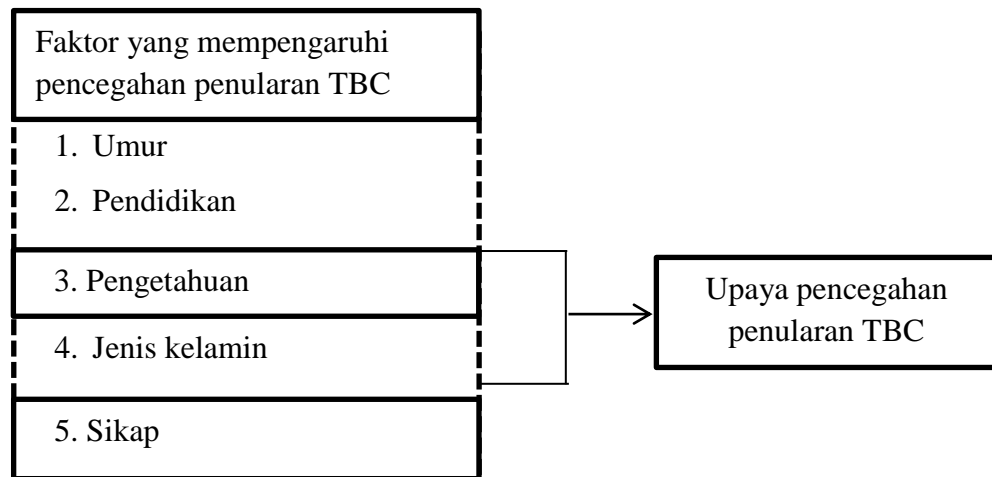 Faktor yang mempengaruhi
pencegahan penularan TBC
1. Umur
2. Pendidikan
3. Pengetahuan
4. Jenis kelamin
5. Sikap
Upaya pencegahan
penularan TBC